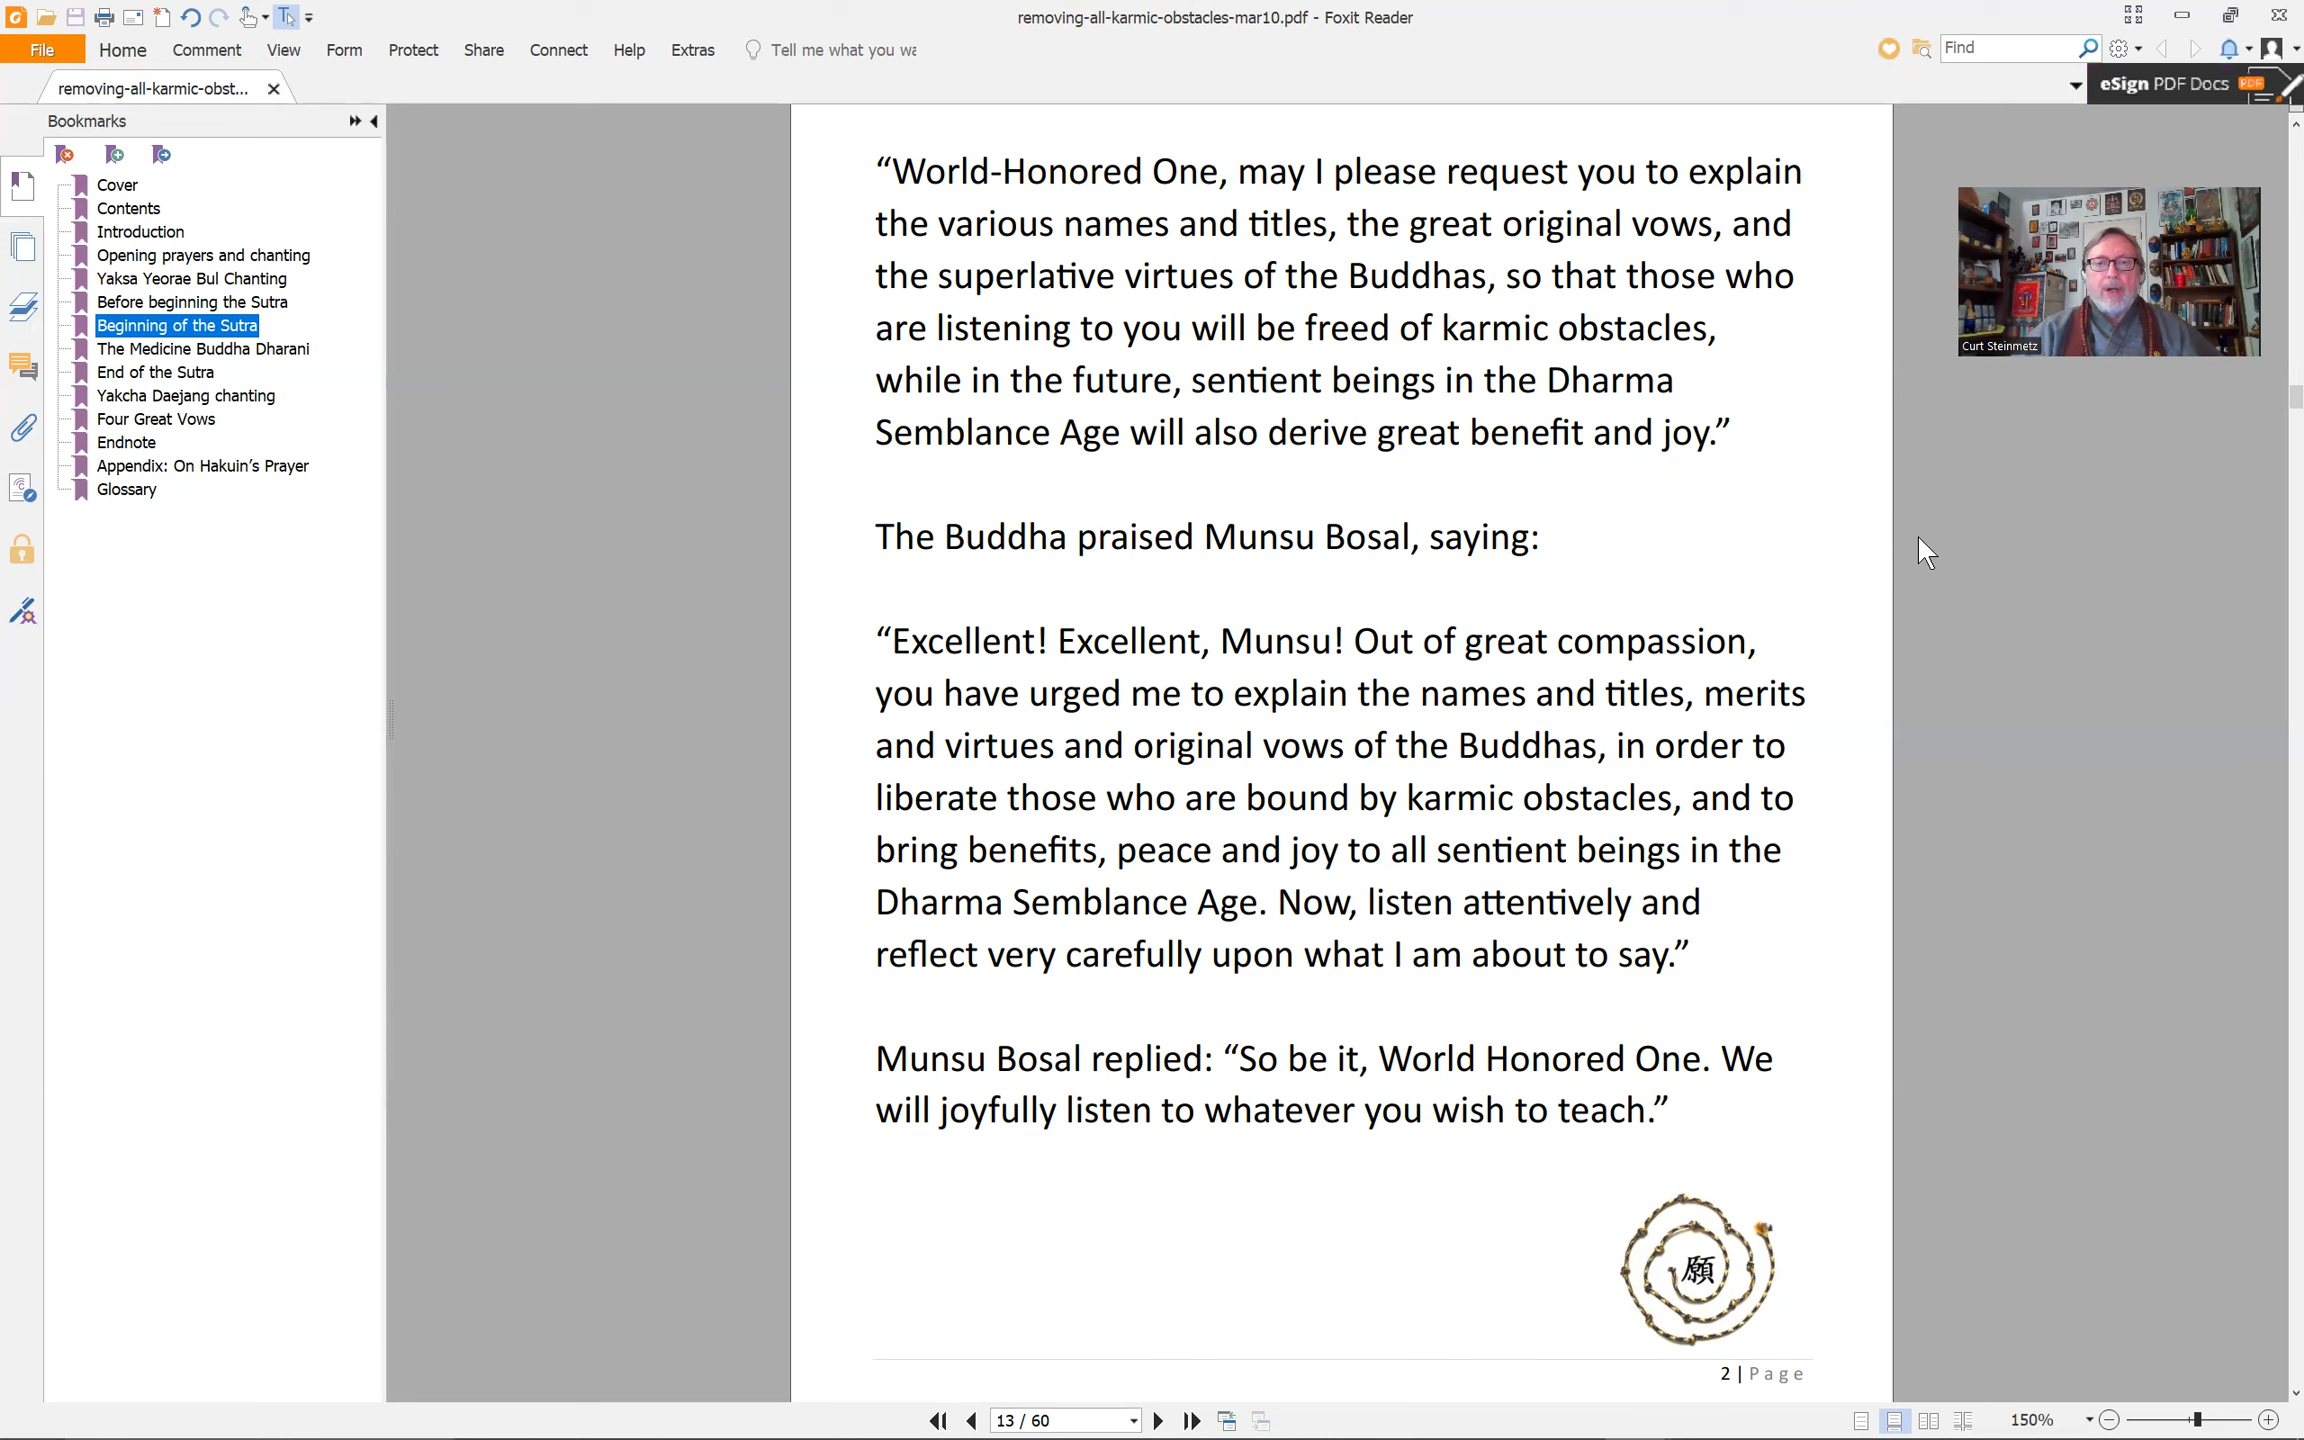 removing-all-karmic-obstacles-mar10.pdf - Foxit Reader
File Home Comment View Form Protect Share Connect Help Extras Tell me what you wa
Find
removing-all-karmic-obst...
eSign PDF Docs PDF
Bookmarks
Cover
Contents
Introduction
Opening prayers and chanting
Yaksa Yeorae Bul Chanting
Before beginning the Sutra
Beginning of the Sutra
The Medicine Buddha Dharani
End of the Sutra
Yakcha Daejang chanting
Four Great Vows
Endnote
Appendix: On Hakuin’s Prayer
Glossary
“World-Honored One, may I please request you to explain
the various names and titles, the great original vows, and
the superlative virtues of the Buddhas, so that those who
are listening to you will be freed of karmic obstacles,
while in the future, sentient beings in the Dharma
Semblance Age will also derive great benefit and joy.”
The Buddha praised Munsu Bosal, saying:
“Excellent! Excellent, Munsu! Out of great compassion,
you have urged me to explain the names and titles, merits
and virtues and original vows of the Buddhas, in order to
liberate those who are bound by karmic obstacles, and to
bring benefits, peace and joy to all sentient beings in the
Dharma Semblance Age. Now, listen attentively and
reflect very carefully upon what I am about to say.”
Munsu Bosal replied: “So be it, World Honored One. We
will joyfully listen to whatever you wish to teach.”
願
2 | Page
Curt Steinmetz
13 / 60
150%